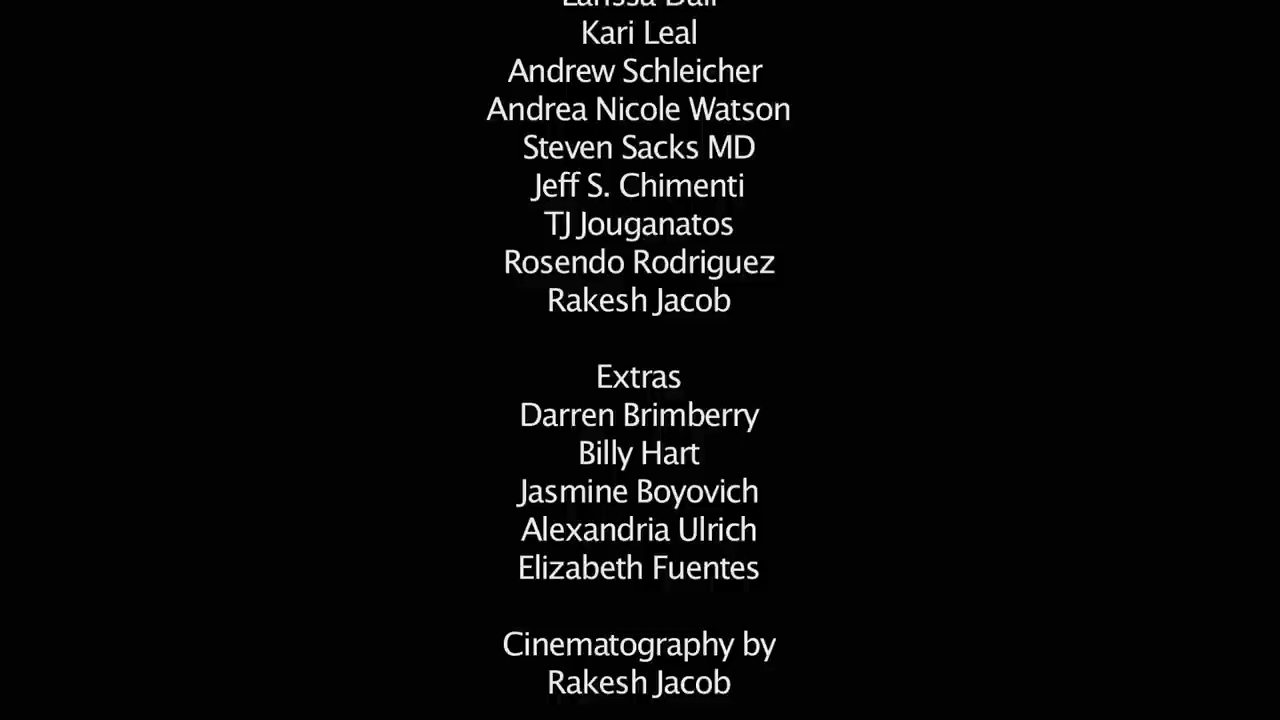 Kari Leal
Andrew Schleicher
Andrea Nicole Watson
Steven Sacks MD
Jeff S. Chimenti
TJ Jouganatos
Rosendo Rodriguez
Rakesh Jacob
Extras
Darren Brimberry
Billy Hart
Jasmine Boyovich
Alexandria Ulrich
Elizabeth Fuentes
Cinematography by
Rakesh Jacob